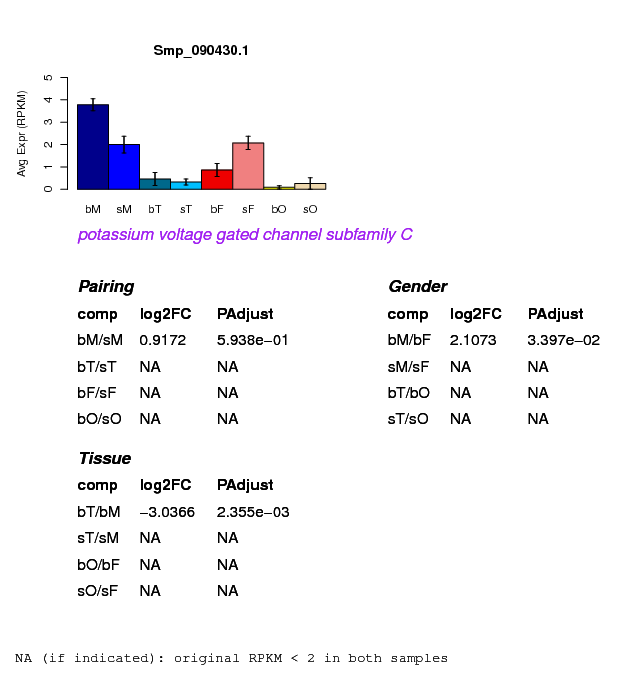 Smp_090430.1
Avg Expr (RPKM)
5
4
3
2
1
0
bM sM bT sT bF sF bO sO
potassium voltage gated channel subfamily C
Pairing
comp log2FC PAdjust
bM/sM 0.9172 5.938e−01
bT/sT NA NA
bF/sF NA NA
bO/sO NA NA
Gender
comp log2FC PAdjust
bM/bF 2.1073 3.397e−02
sM/sF NA NA
bT/bO NA NA
sT/sO NA NA
Tissue
comp log2FC PAdjust
bT/bM −3.0366 2.355e−03
sT/sM NA NA
bO/bF NA NA
sO/sF NA NA
NA (if indicated): original RPKM < 2 in both samples